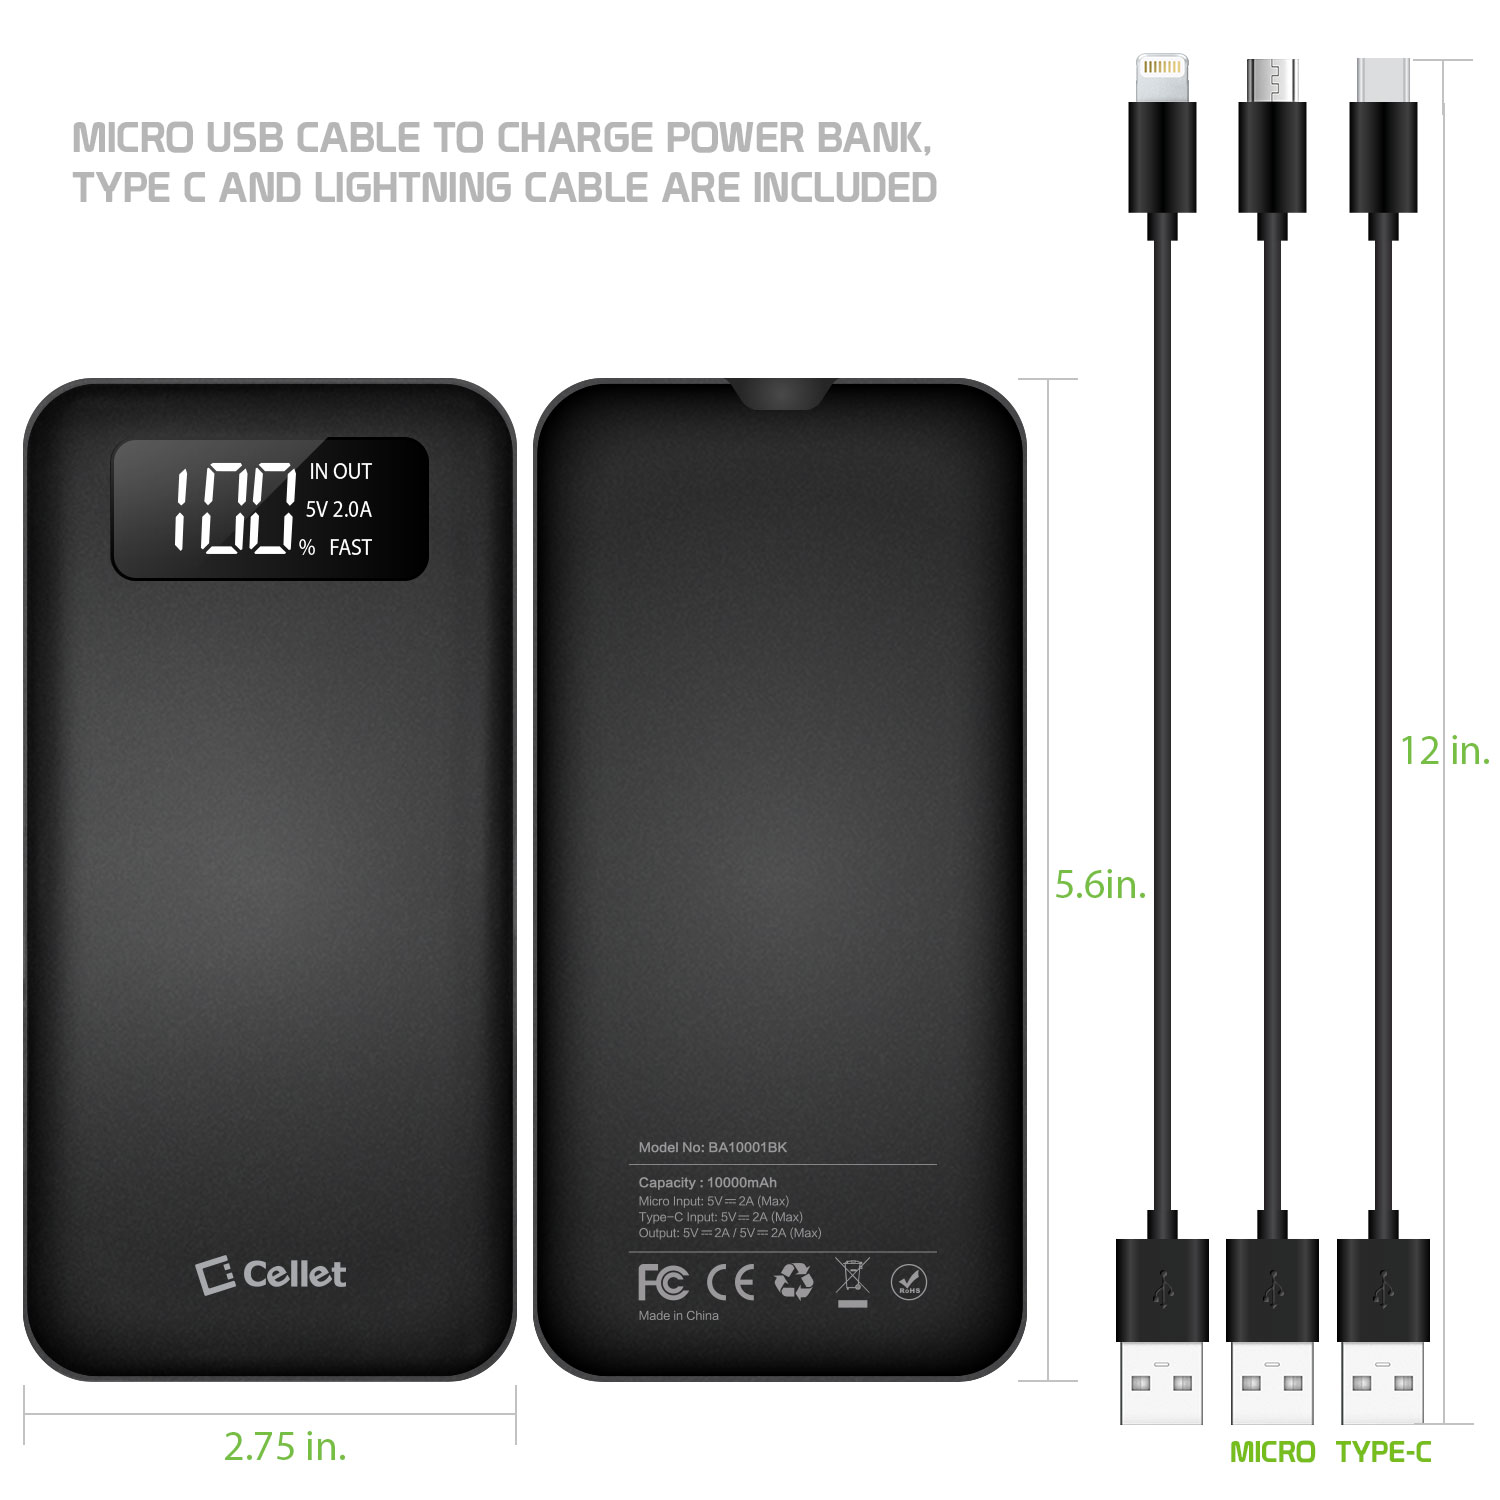 MICRO USB CABLE TO CHARGE POWER BANK,
TYPE C AND LIGHTNING CABLE ARE INCLUDED
100% IN OUT
5V 2.0A
FAST
Cellet
2.75 in.
Model No: BA10001BK
Capacity : 10000mAh
Micro Input: 5V⎓2A (Max)
Type-C Input: 5V⎓2A (Max)
Output: 5V⎓2A / 5V⎓2A (Max)
FC CE RoHS
Made in China
5.6in.
12 in.
MICRO TYPE-C